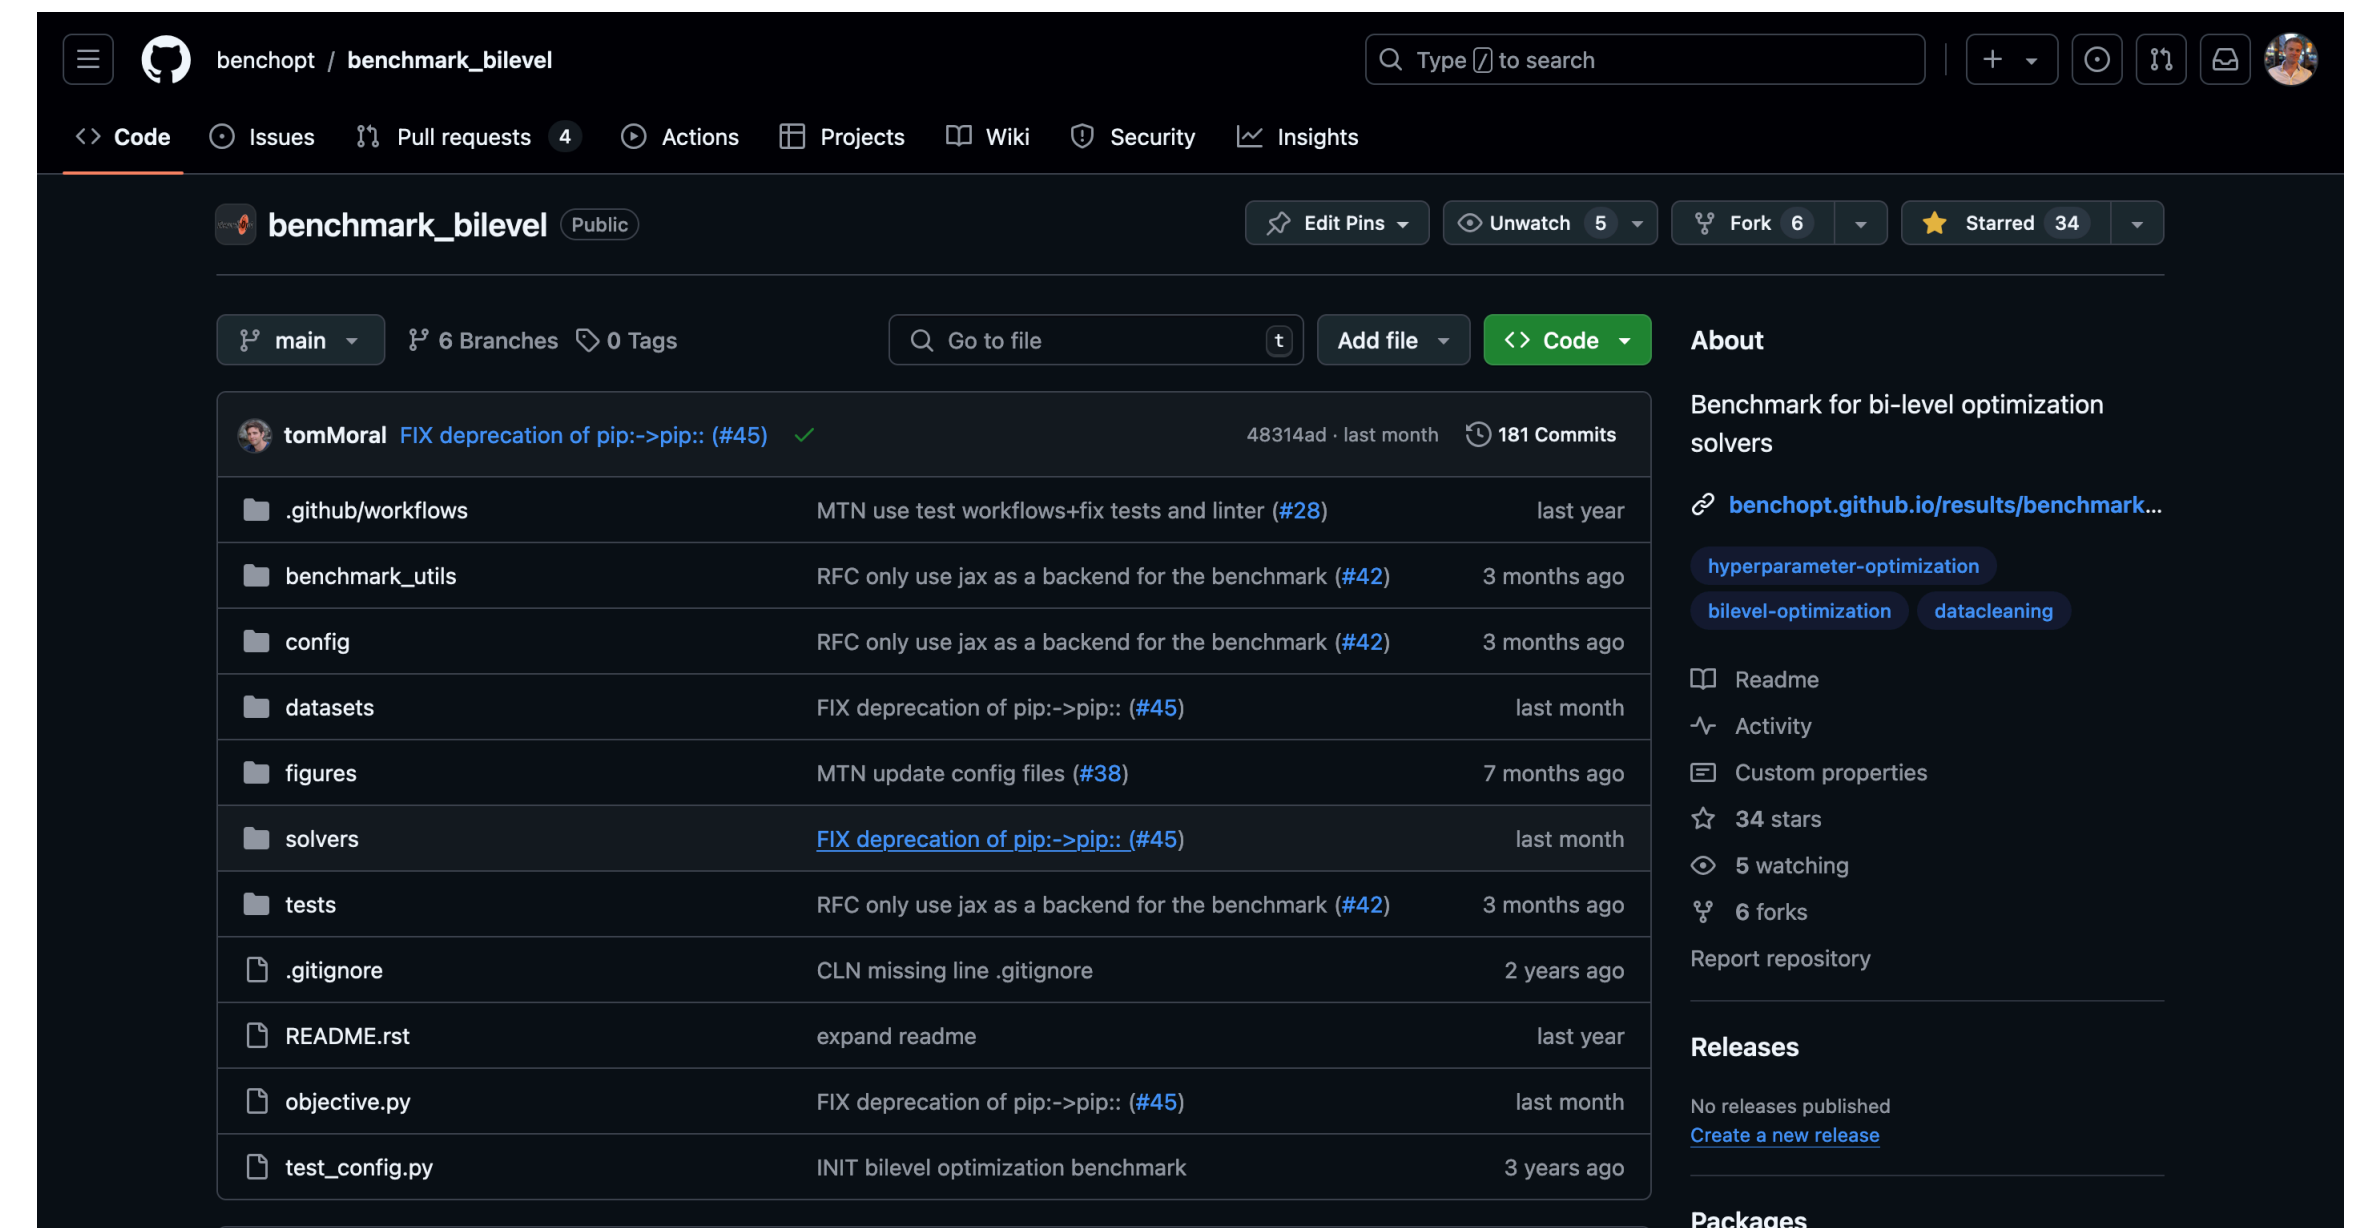 benchopt / benchmark_bilevel
Type / to search
Code
Issues
Pull requests 4
Actions
Projects
Wiki
Security
Insights
benchmark_bilevel Public
Edit Pins
Unwatch 5
Fork 6
Starred 34
main
6 Branches
0 Tags
Go to file t
Add file
Code
tomMoral FIX deprecation of pip:->pip:: (#45) 48314ad · last month 181 Commits
.github/workflows MTN use test workflows+fix tests and linter (#28) last year
benchmark_utils RFC only use jax as a backend for the benchmark (#42) 3 months ago
config RFC only use jax as a backend for the benchmark (#42) 3 months ago
datasets FIX deprecation of pip:->pip:: (#45) last month
figures MTN update config files (#38) 7 months ago
solvers FIX deprecation of pip:->pip:: (#45) last month
tests RFC only use jax as a backend for the benchmark (#42) 3 months ago
.gitignore CLN missing line .gitignore 2 years ago
README.rst expand readme last year
objective.py FIX deprecation of pip:->pip:: (#45) last month
test_config.py INIT bilevel optimization benchmark 3 years ago
About
Benchmark for bi-level optimization
solvers
benchopt.github.io/results/benchmark...
hyperparameter-optimization
bilevel-optimization datacleaning
Readme
Activity
Custom properties
34 stars
5 watching
6 forks
Report repository
Releases
No releases published
Create a new release
Packages